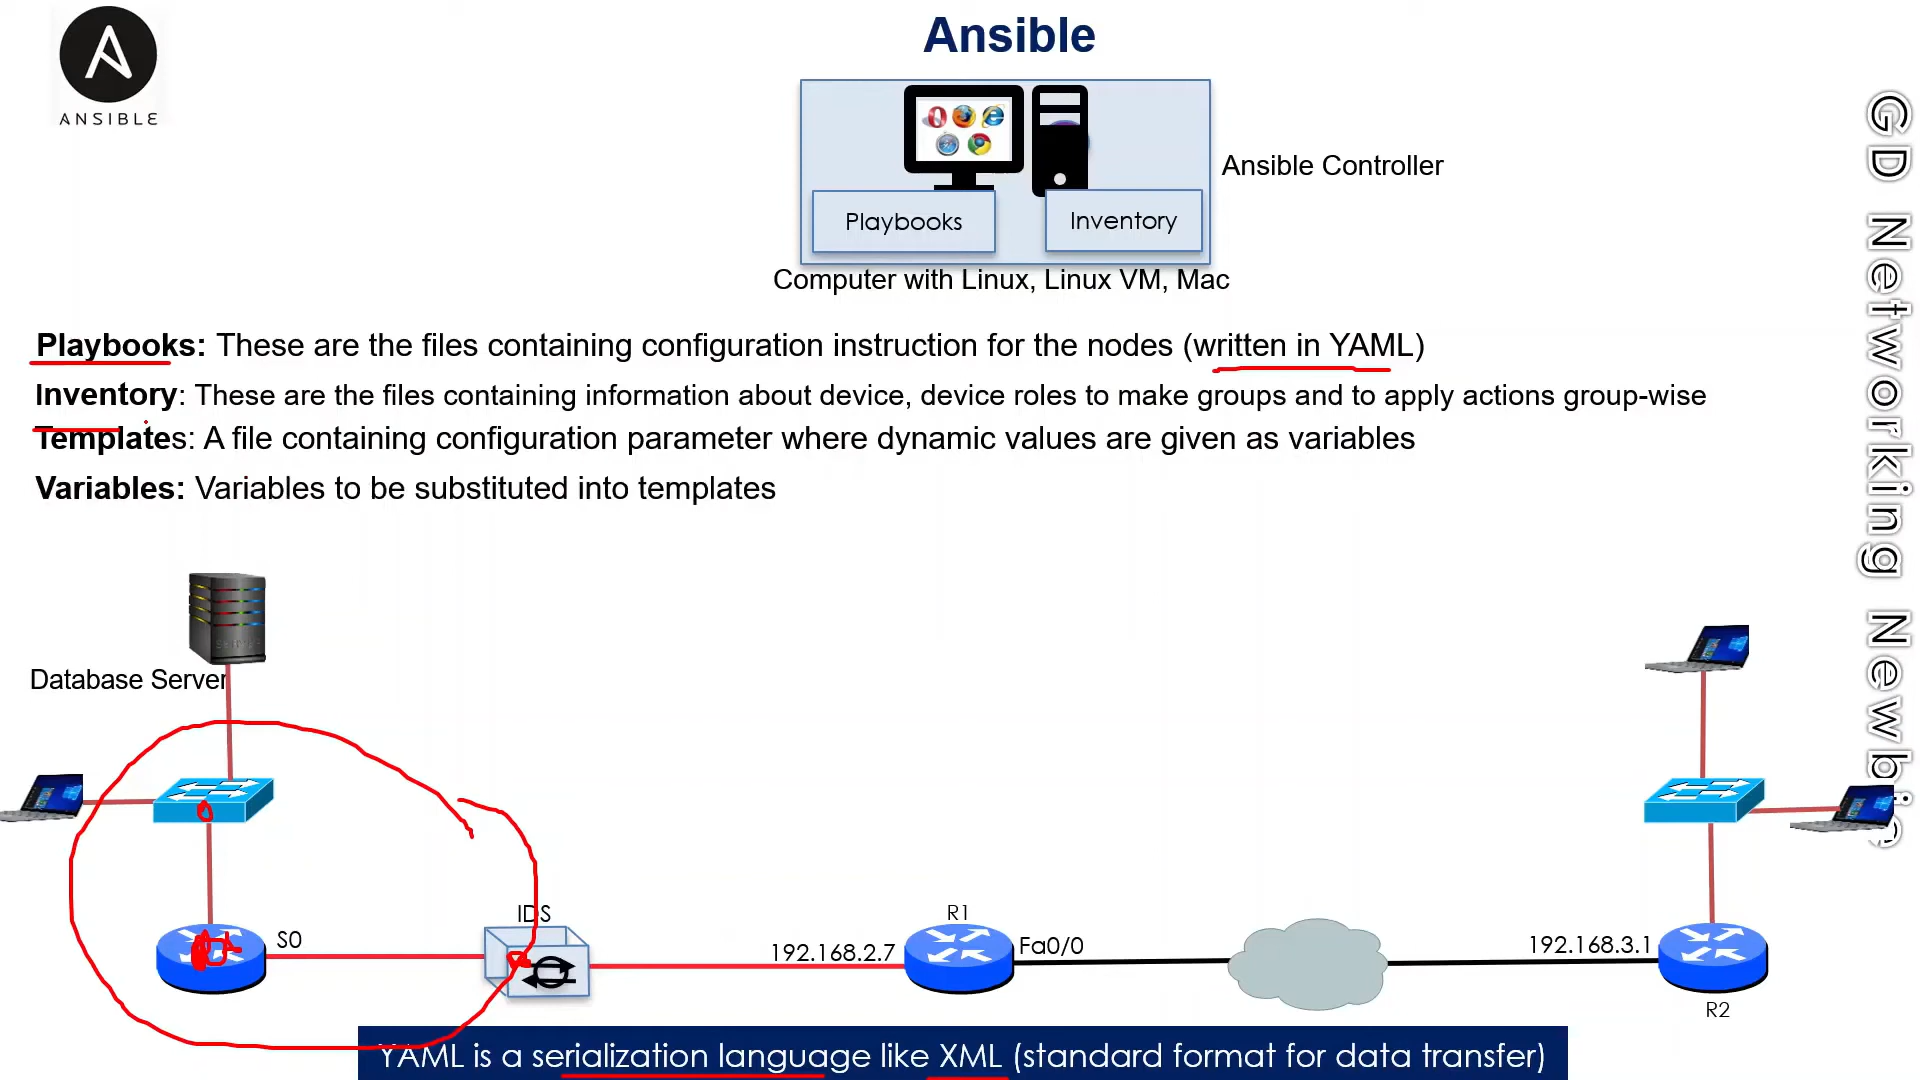 Ansible
ANSIBLE
Ansible Controller
Playbooks
Inventory
Computer with Linux, Linux VM, Mac
Playbooks: These are the files containing configuration instruction for the nodes (written in YAML)
Inventory: These are the files containing information about device, device roles to make groups and to apply actions group-wise
Templates: A file containing configuration parameter where dynamic values are given as variables
Variables: Variables to be substituted into templates
Database Server
IDS
R1
S0
192.168.2.7
Fa0/0
192.168.3.1
R2
YAML is a serialization language like XML (standard format for data transfer)
GD Networking Newbie